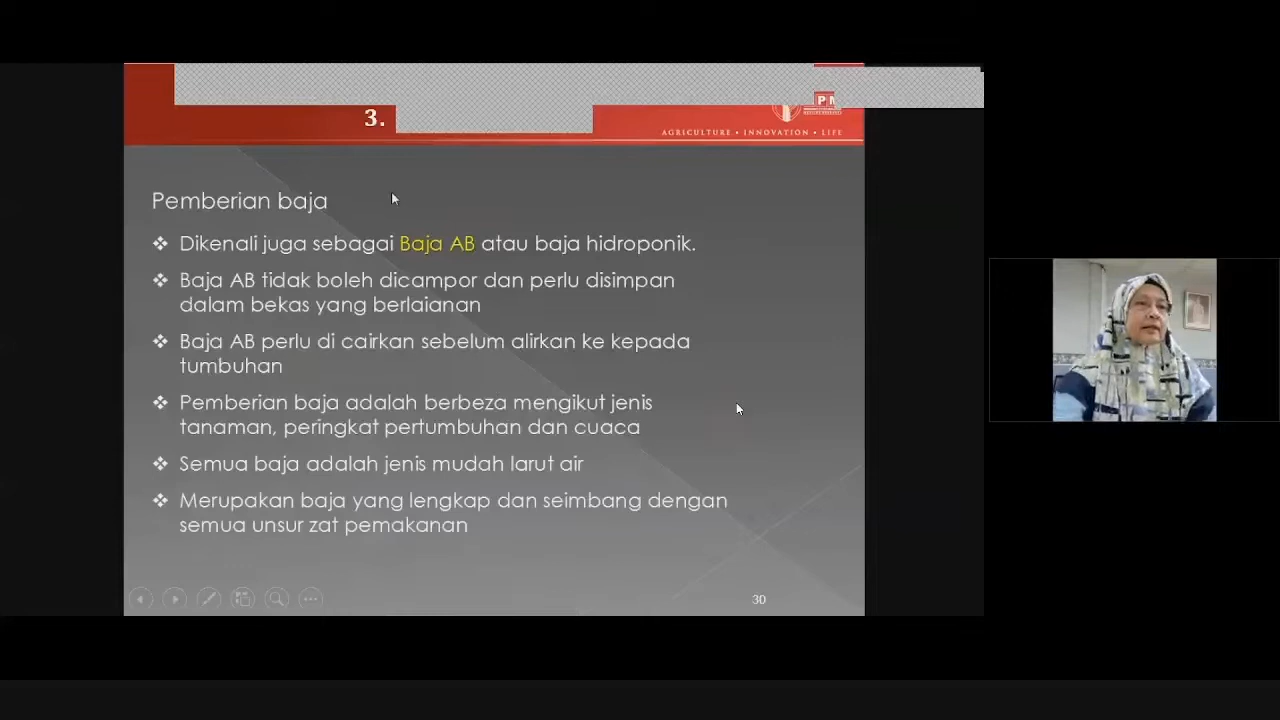 3.
PM
AGRICULTURE • INNOVATION • LIFE
Pemberian baja
❖ Dikenali juga sebagai Baja AB atau baja hidroponik.
❖ Baja AB tidak boleh dicampor dan perlu disimpan
dalam bekas yang berlaianan
❖ Baja AB perlu di cairkan sebelum alirkan ke kepada
tumbuhan
❖ Pemberian baja adalah berbeza mengikut jenis
tanaman, peringkat pertumbuhan dan cuaca
❖ Semua baja adalah jenis mudah larut air
❖ Merupakan baja yang lengkap dan seimbang dengan
semua unsur zat pemakanan
30